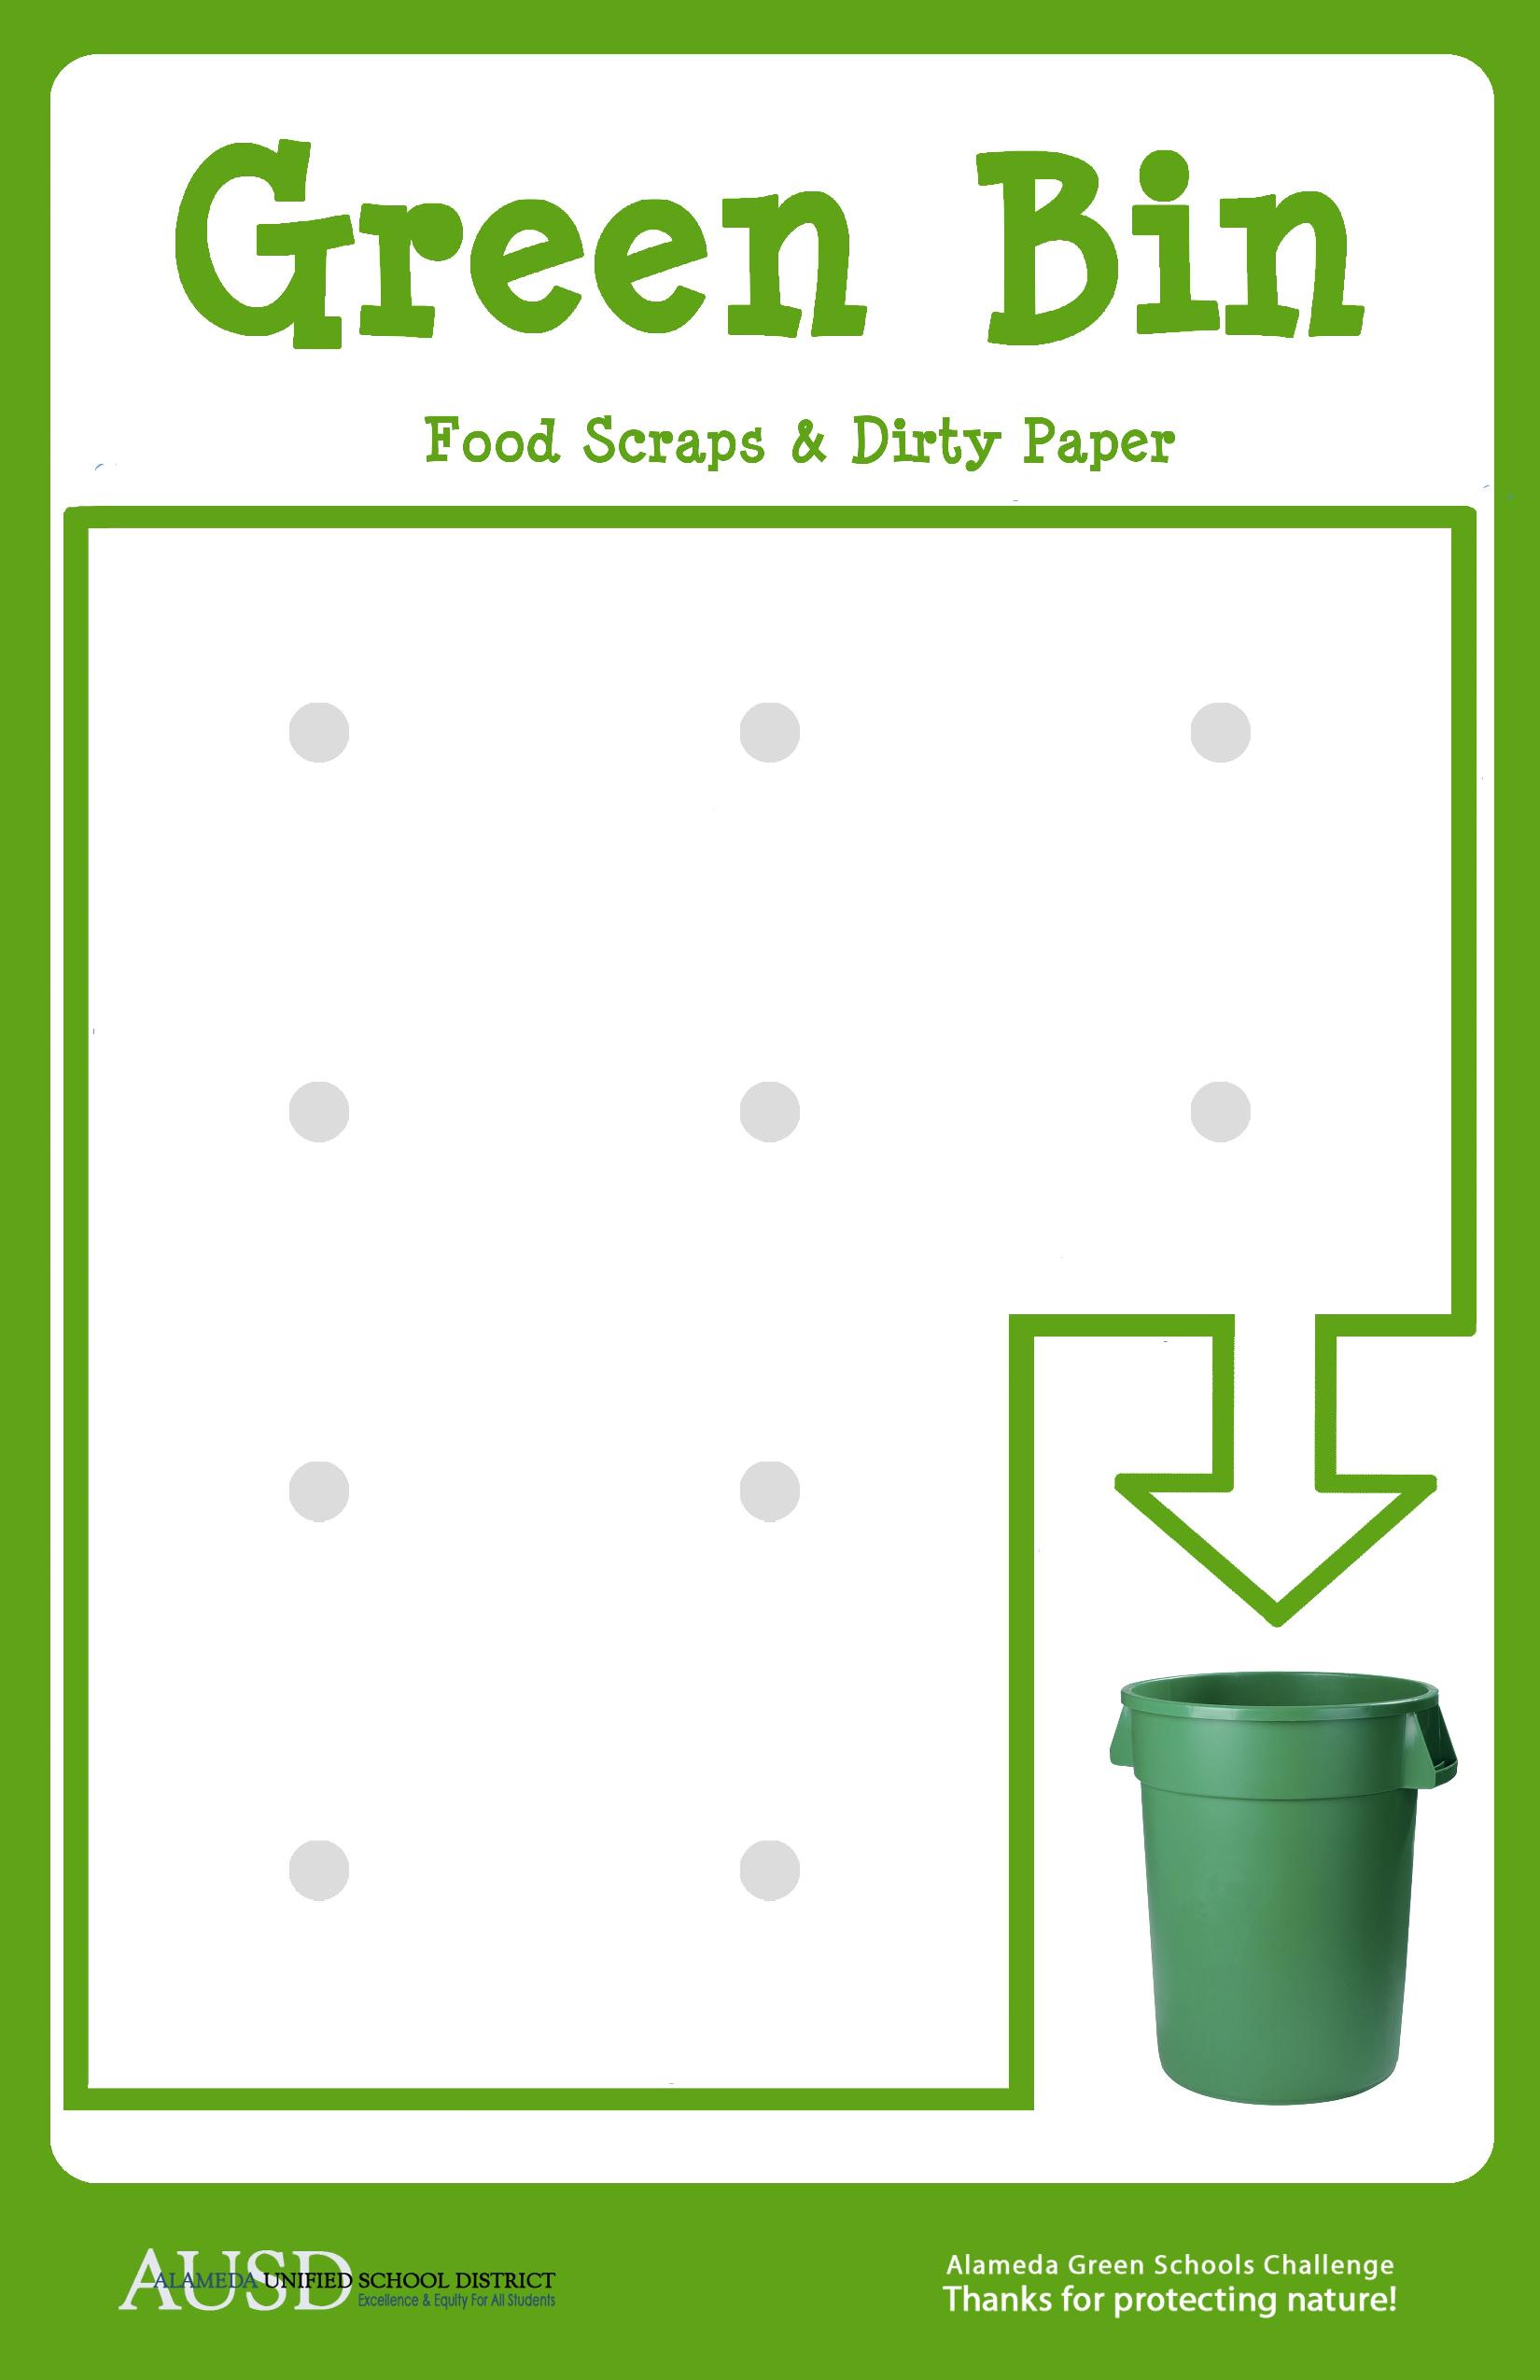 Green Bin
Food Scraps & Dirty Paper
AUSD
ALAMEDA UNIFIED SCHOOL DISTRICT
Excellence & Equity For All Students
Alameda Green Schools Challenge
Thanks for protecting nature!